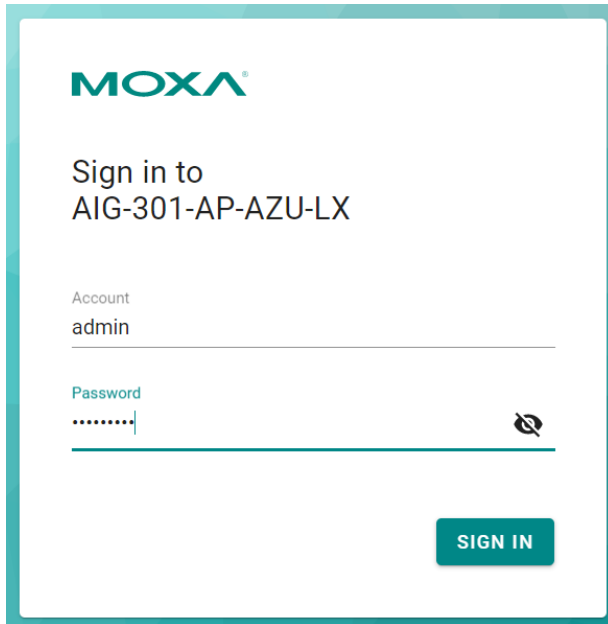 MOXA®
Sign in to
AIG-301-AP-AZU-LX
Account
admin
Password
•••••••••
SIGN IN